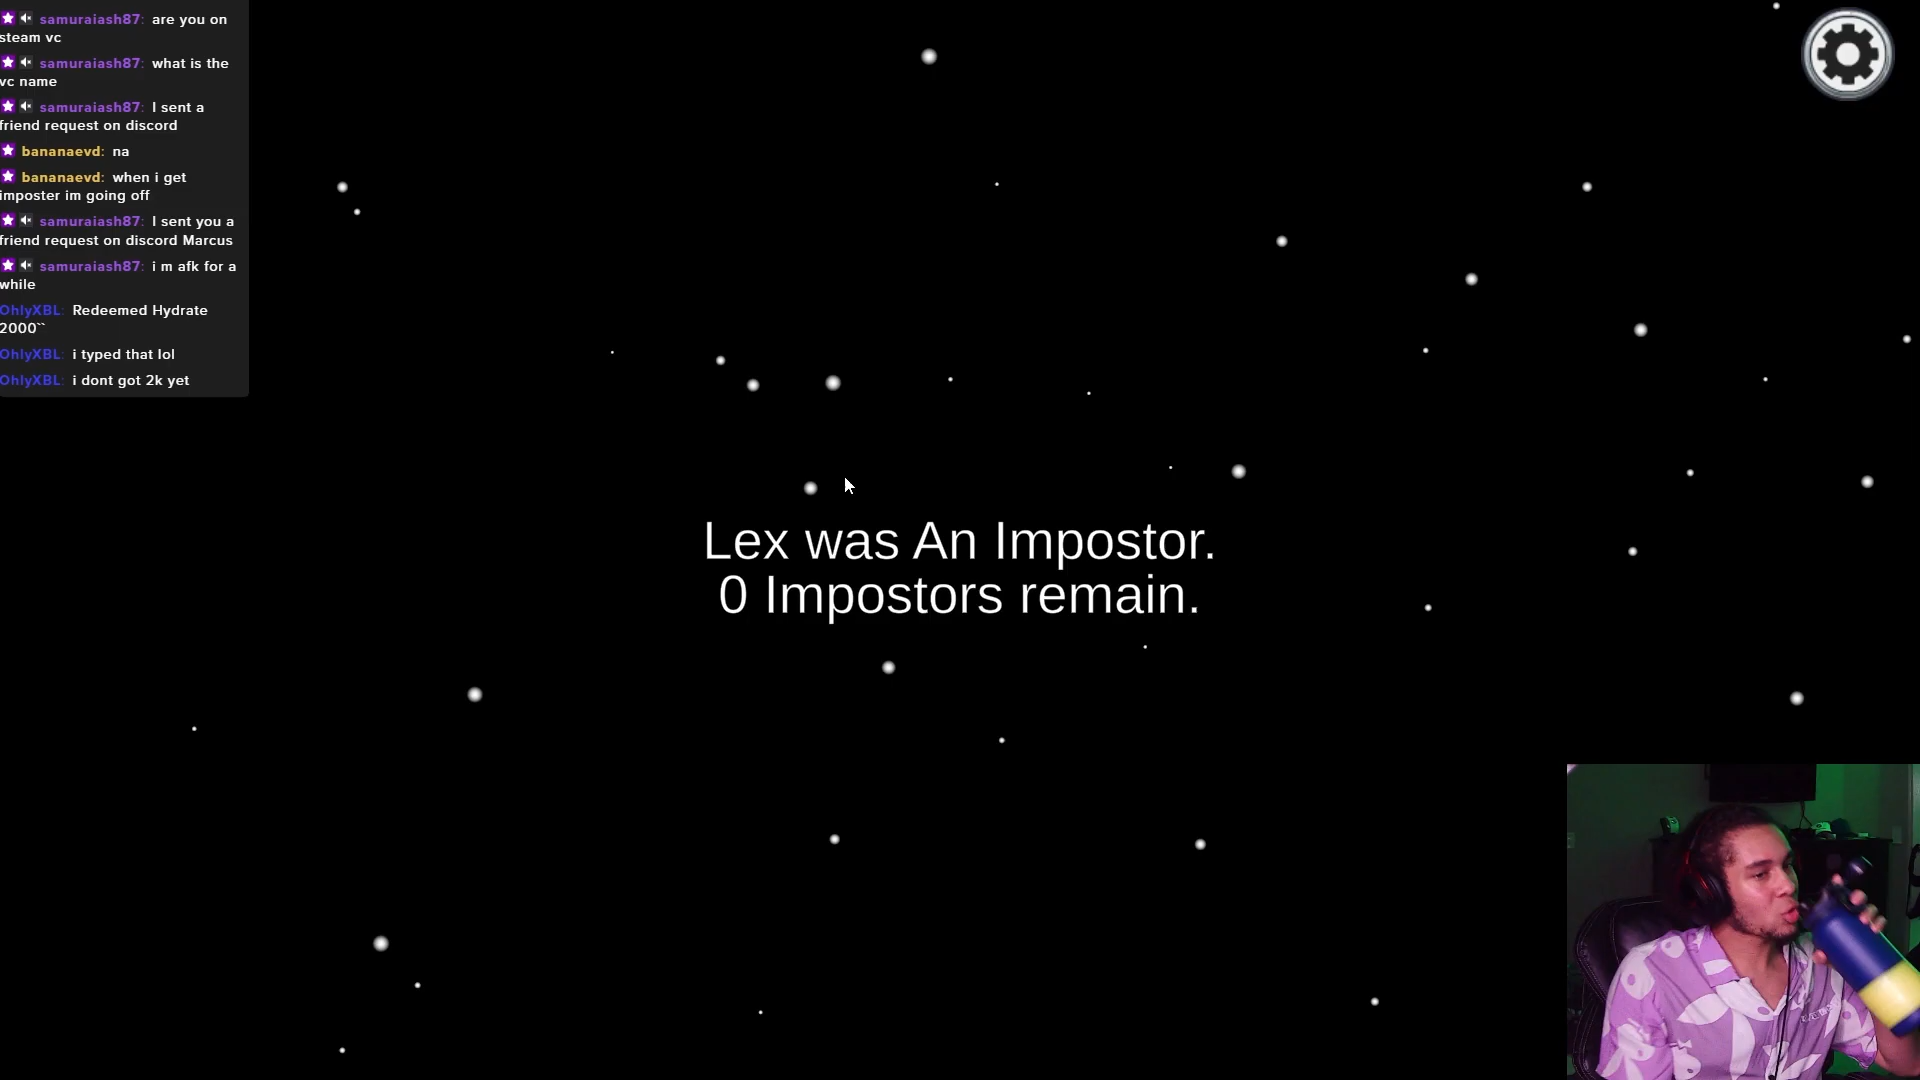 samuraiash87: are you on
steam vc
samuraiash87: what is the
vc name
samuraiash87: I sent a
friend request on discord
bananaevd: na
bananaevd: when i get
imposter im going off
samuraiash87: I sent you a
friend request on discord Marcus
samuraiash87: i m afk for a
while
OhlyXBL: Redeemed Hydrate
2000``
OhlyXBL: i typed that lol
OhlyXBL: i dont got 2k yet
Lex was An Impostor.
0 Impostors remain.